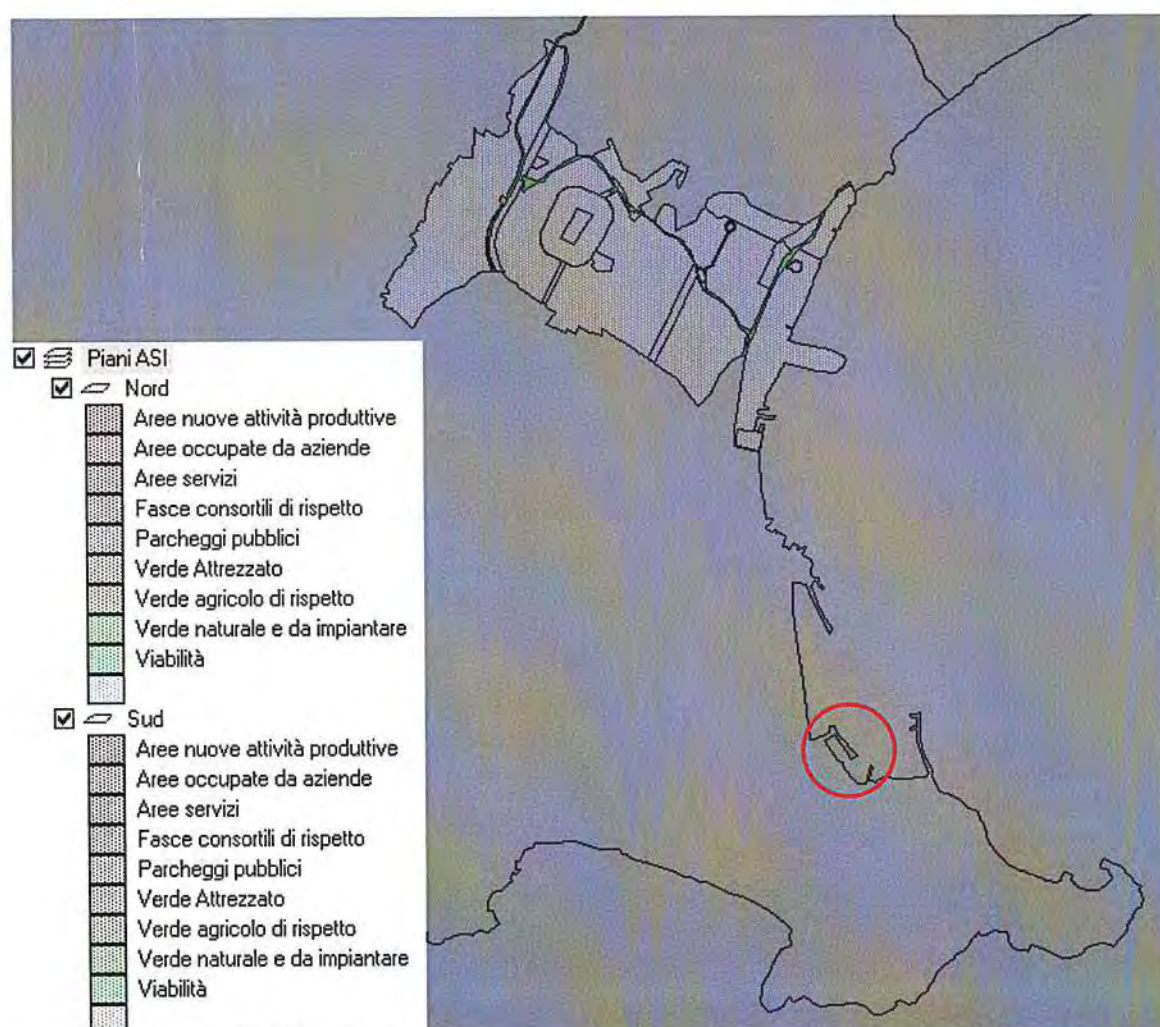 Piani ASI
Nord
Aree nuove attività produttive
Aree occupate da aziende
Aree servizi
Fasce consortili di rispetto
Parcheggi pubblici
Verde Attrezzato
Verde agricolo di rispetto
Verde naturale e da impiantare
Viabilità
Sud
Aree nuove attività produttive
Aree occupate da aziende
Aree servizi
Fasce consortili di rispetto
Parcheggi pubblici
Verde Attrezzato
Verde agricolo di rispetto
Verde naturale e da impiantare
Viabilità